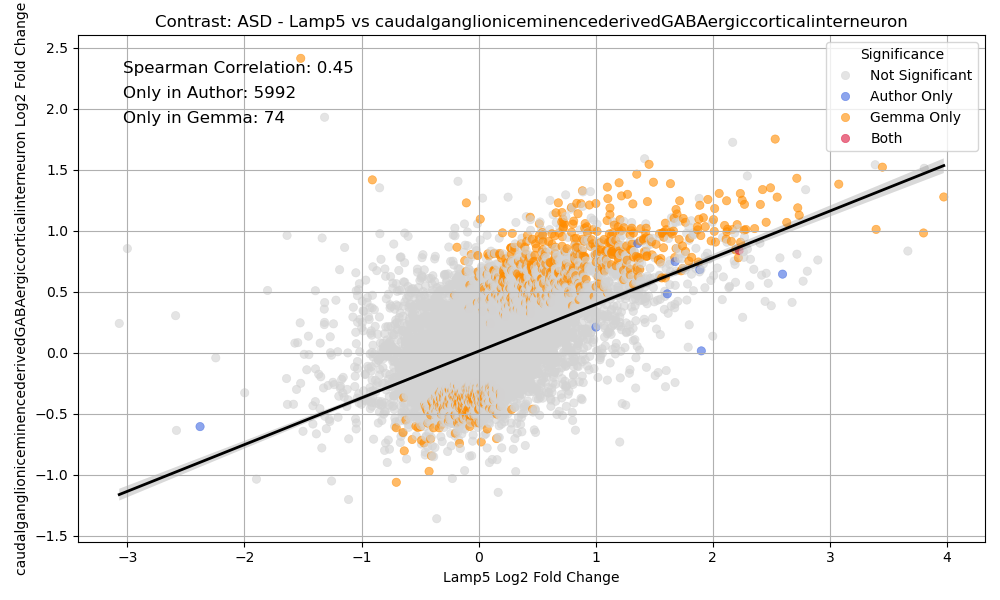 Contrast: ASD - Lamp5 vs caudalganglioniceminencederivedGABAergiccorticalinterneuron
caudalganglioniceminencederivedGABAergiccorticalinterneuron Log2 Fold Change
2.5
2.0
1.5
1.0
0.5
0.0
−0.5
−1.0
−1.5
Spearman Correlation: 0.45
Only in Author: 5992
Only in Gemma: 74
Significance
Not Significant
Author Only
Gemma Only
Both
−3 −2 −1 0 1 2 3 4
Lamp5 Log2 Fold Change